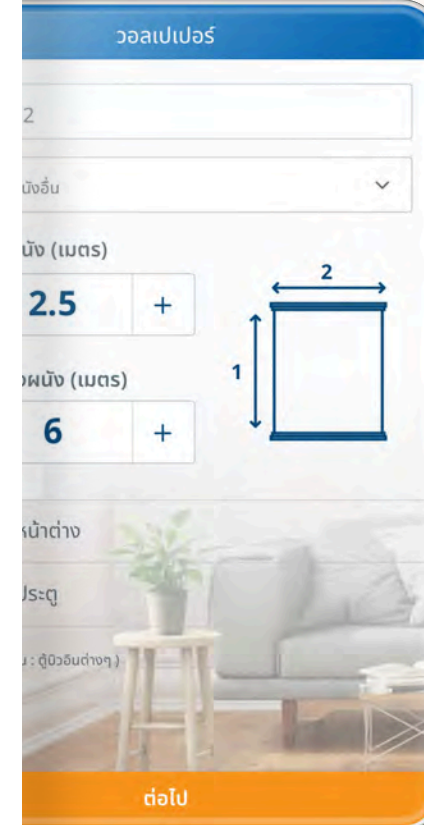 วอลเปเปอร์
2
นังอื่น
นัง (เมตร)
2.5 +
2
1
งผนัง (เมตร)
6 +
หน้าต่าง
ประตู
น : ตู้บิวอินต่างๆ )
ต่อไป